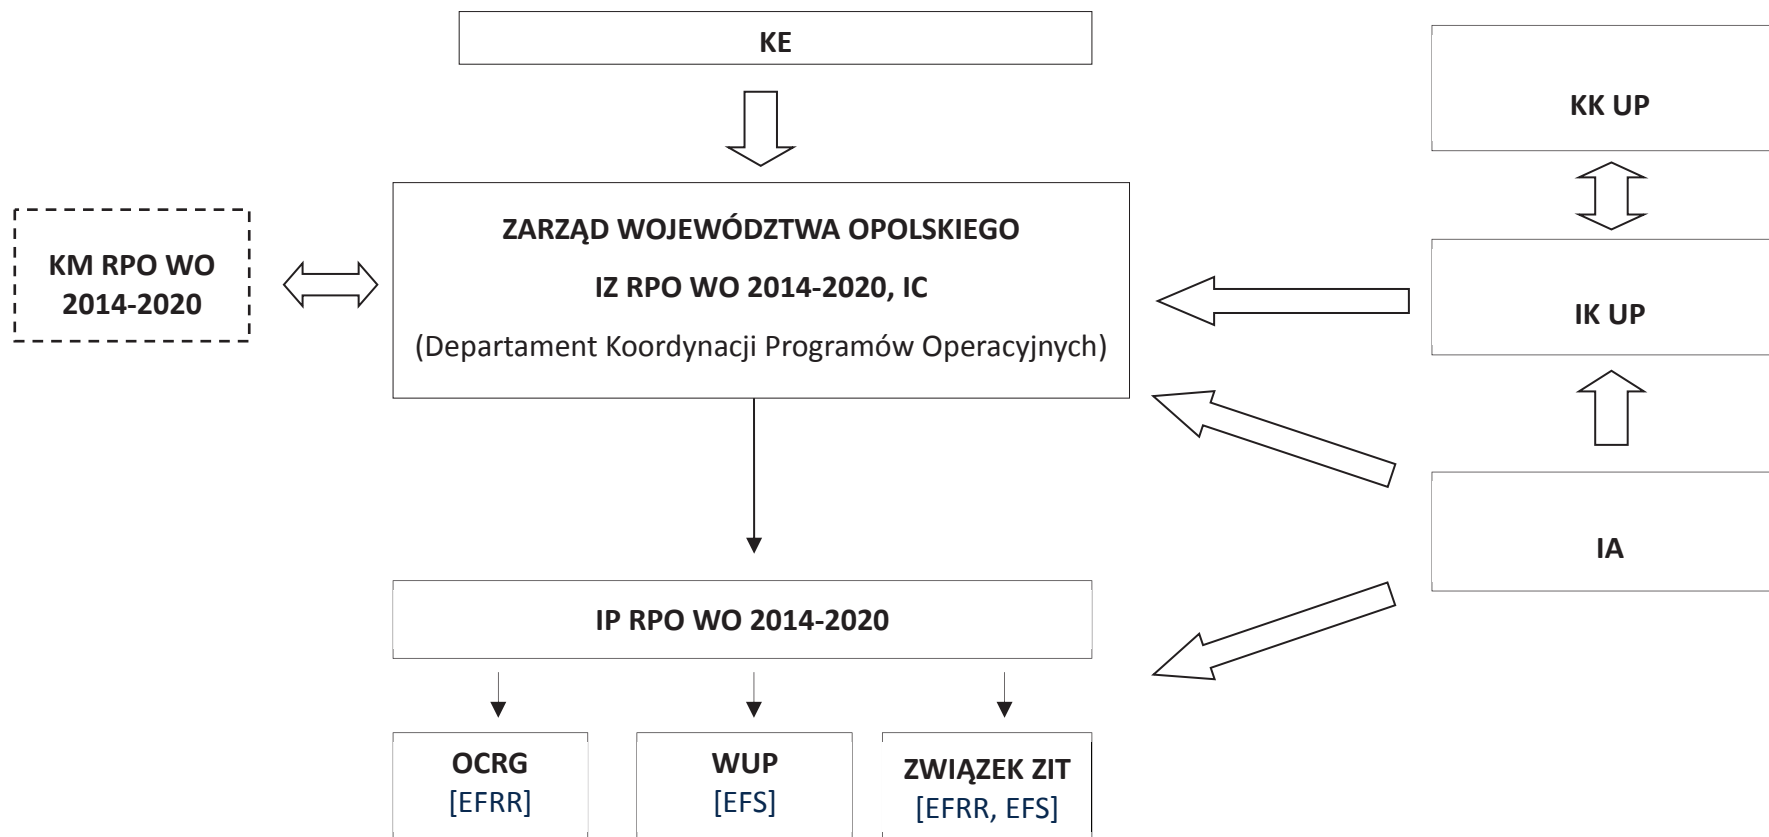 KE
KK UP
ZARZĄD WOJEWÓDZTWA OPOLSKIEGO
IZ RPO WO 2014-2020, IC
(Departament Koordynacji Programów Operacyjnych)
KM RPO WO
2014-2020
IK UP
IA
IP RPO WO 2014-2020
OCRG
[EFRR]
WUP
[EFS]
ZWIĄZEK ZIT
[EFRR, EFS]